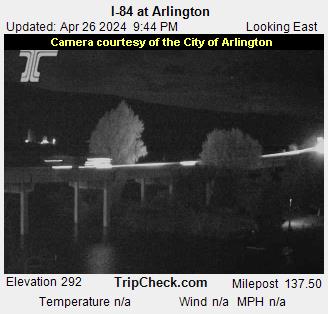 I-84 at Arlington
Updated: Apr 26 2024 9:44 PM Looking East
Camera courtesy of the City of Arlington
Elevation 292 TripCheck.com Milepost 137.50
Temperature n/a Wind n/a MPH n/a